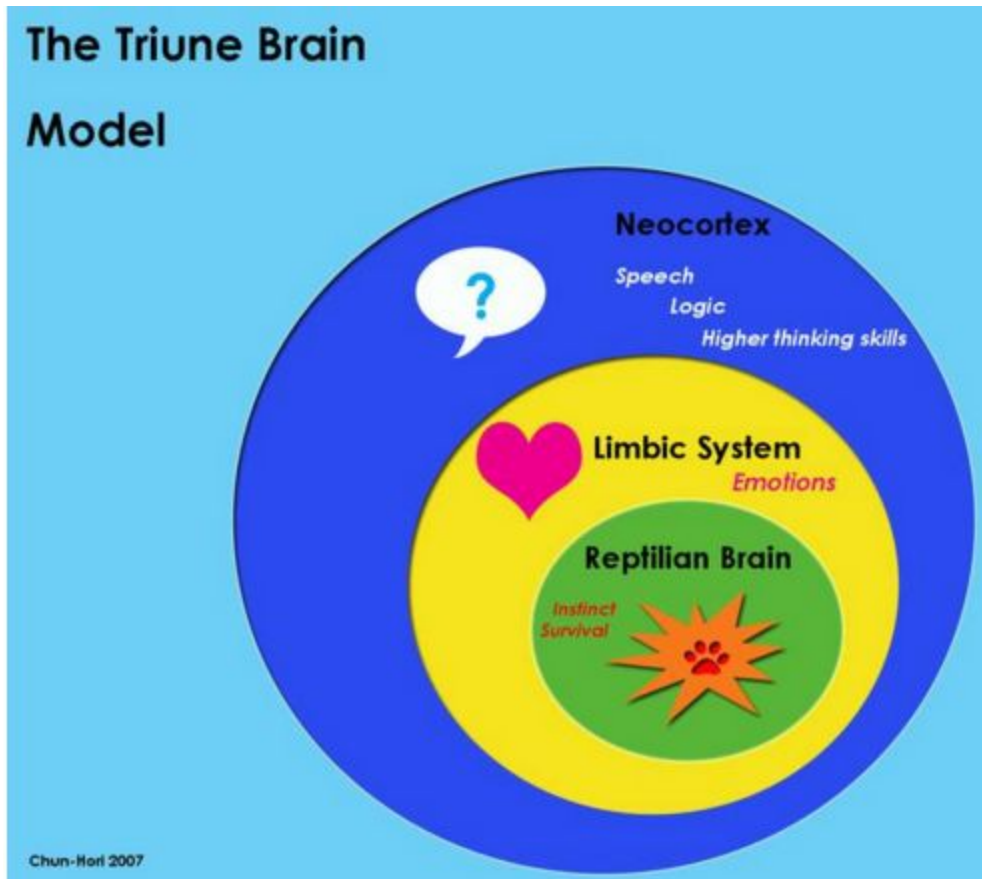 The Triune Brain
Model
Neocortex
Speech
Logic
Higher thinking skills
?
Limbic System
Emotions
Reptilian Brain
Instinct
Survival
Chun-Hori 2007